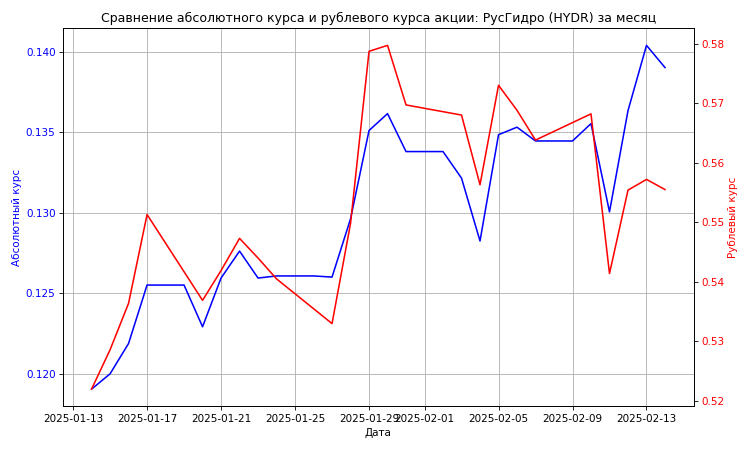 Сравнение абсолютного курса и рублевого курса акции: РусГидро (HYDR) за месяц
0.140
0.135
0.130
0.125
0.120
Абсолютный курс
0.58
0.57
0.56
0.55
0.54
0.53
0.52
Рублевый курс
2025-01-13 2025-01-17 2025-01-21 2025-01-25 2025-01-29 2025-02-01 2025-02-05 2025-02-09 2025-02-13
Дата